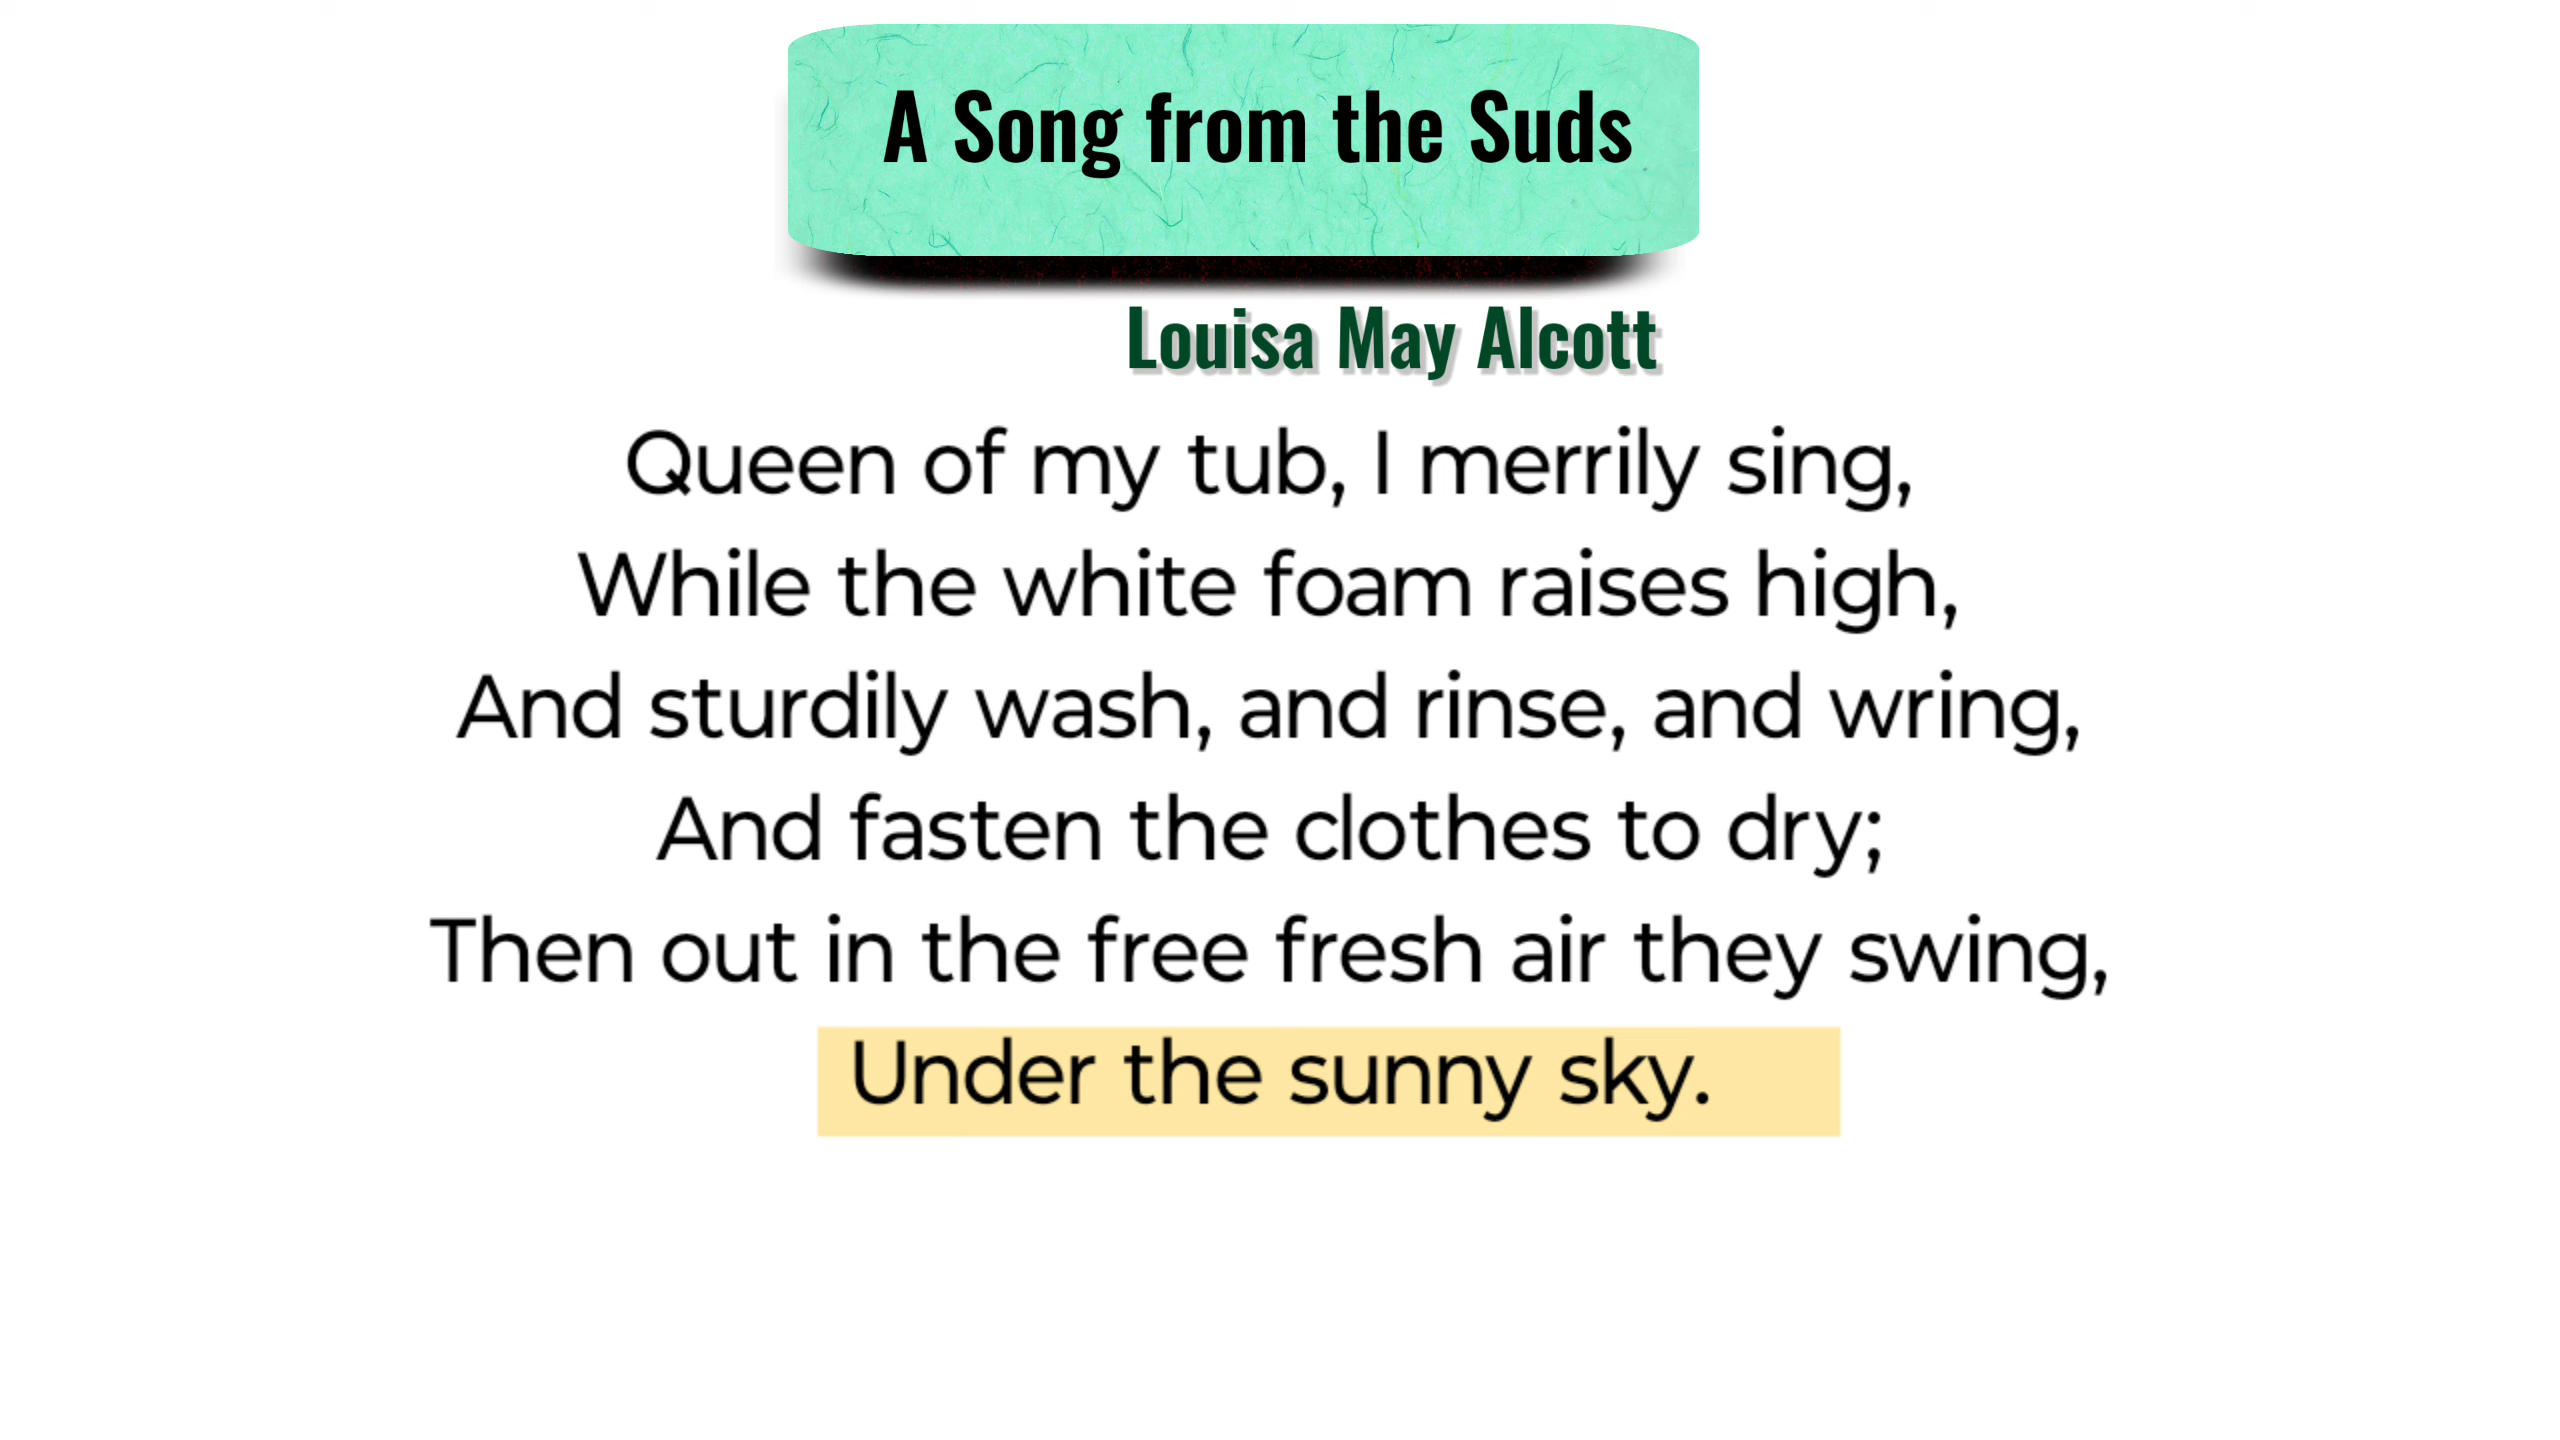 A Song from the Suds
Louisa May Alcott
Queen of my tub, I merrily sing,
While the white foam raises high,
And sturdily wash, and rinse, and wring,
And fasten the clothes to dry;
Then out in the free fresh air they swing,
Under the sunny sky.